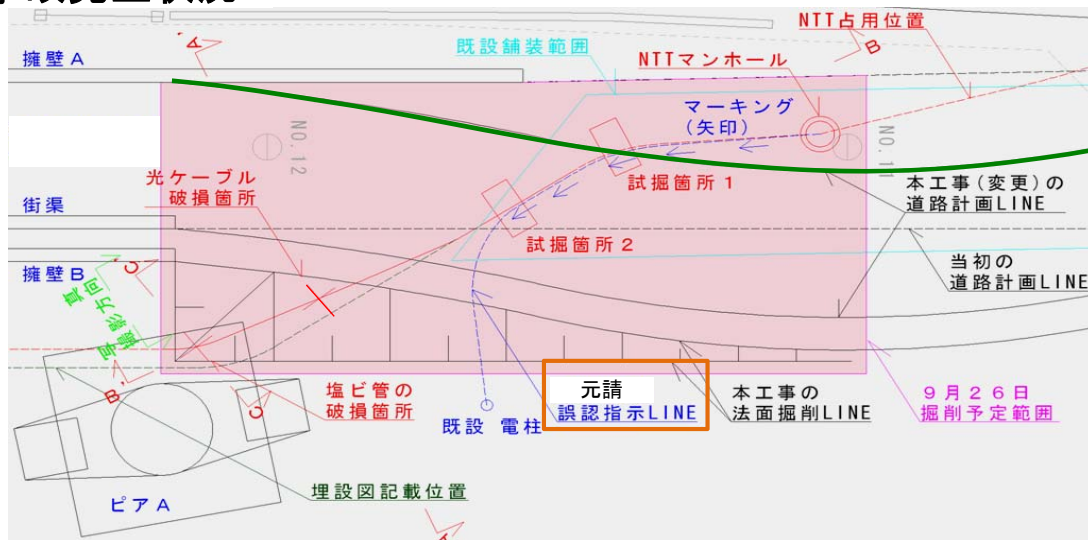 NTT占用位置
A'
B
擁壁A
既設舗装範囲
NTTマンホール
マーキング
(矢印)
NO.12
NO.11
光ケーブル
破損箇所
試掘箇所1
本工事(変更)の
道路計画LINE
街渠
試掘箇所2
当初の
道路計画LINE
擁壁B
C'
写真
撮影方向
B'
C
塩ビ管の
破損箇所
元請
誤認指示LINE
本工事の
法面掘削LINE
9月26日
掘削予定範囲
既設 電柱
埋設図記載位置
ピアA
A